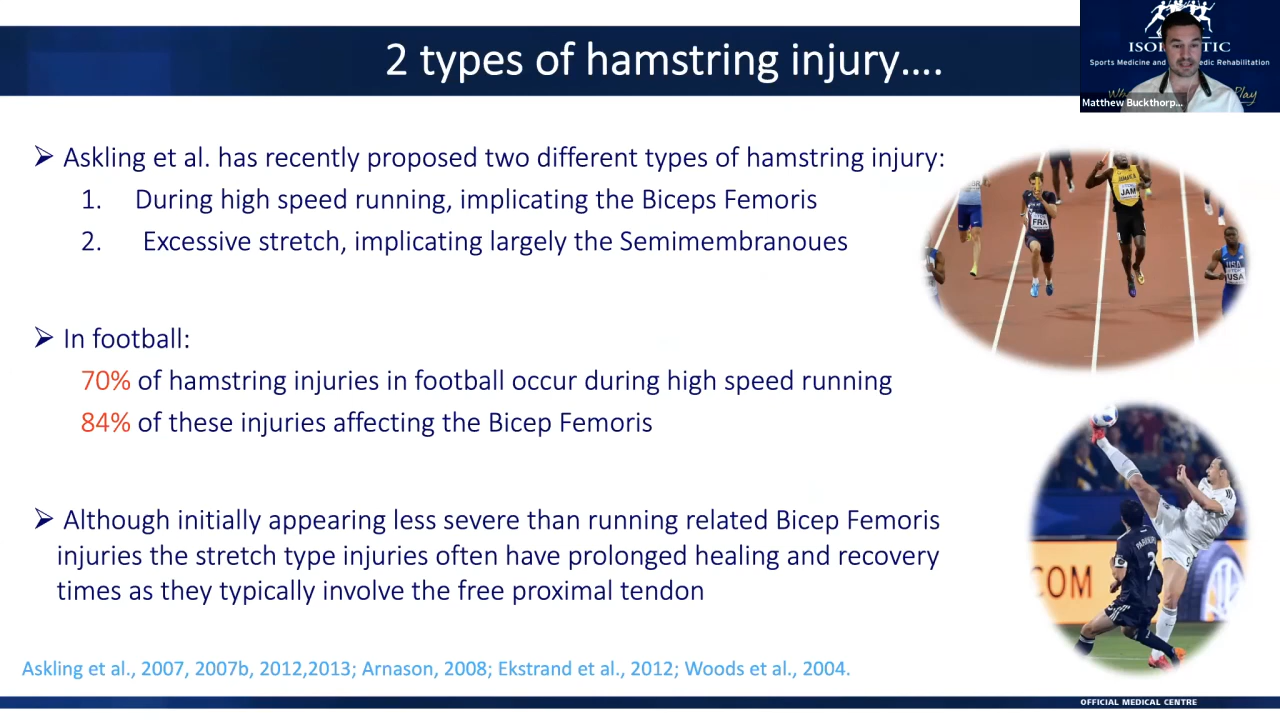 2 types of hamstring injury….
ISOKINETIC
Sports Medicine and edic Rehabilitation
Play
Matthew Buckthorp...
➢ Askling et al. has recently proposed two different types of hamstring injury:
1. During high speed running, implicating the Biceps Femoris
2. Excessive stretch, implicating largely the Semimembranoues
JAM
FRA
USA
➢ In football:
70% of hamstring injuries in football occur during high speed running
84% of these injuries affecting the Bicep Femoris
➢ Although initially appearing less severe than running related Bicep Femoris
injuries the stretch type injuries often have prolonged healing and recovery
times as they typically involve the free proximal tendon
7
COM
Askling et al., 2007, 2007b, 2012,2013; Arnason, 2008; Ekstrand et al., 2012; Woods et al., 2004.
OFFICIAL MEDICAL CENTRE